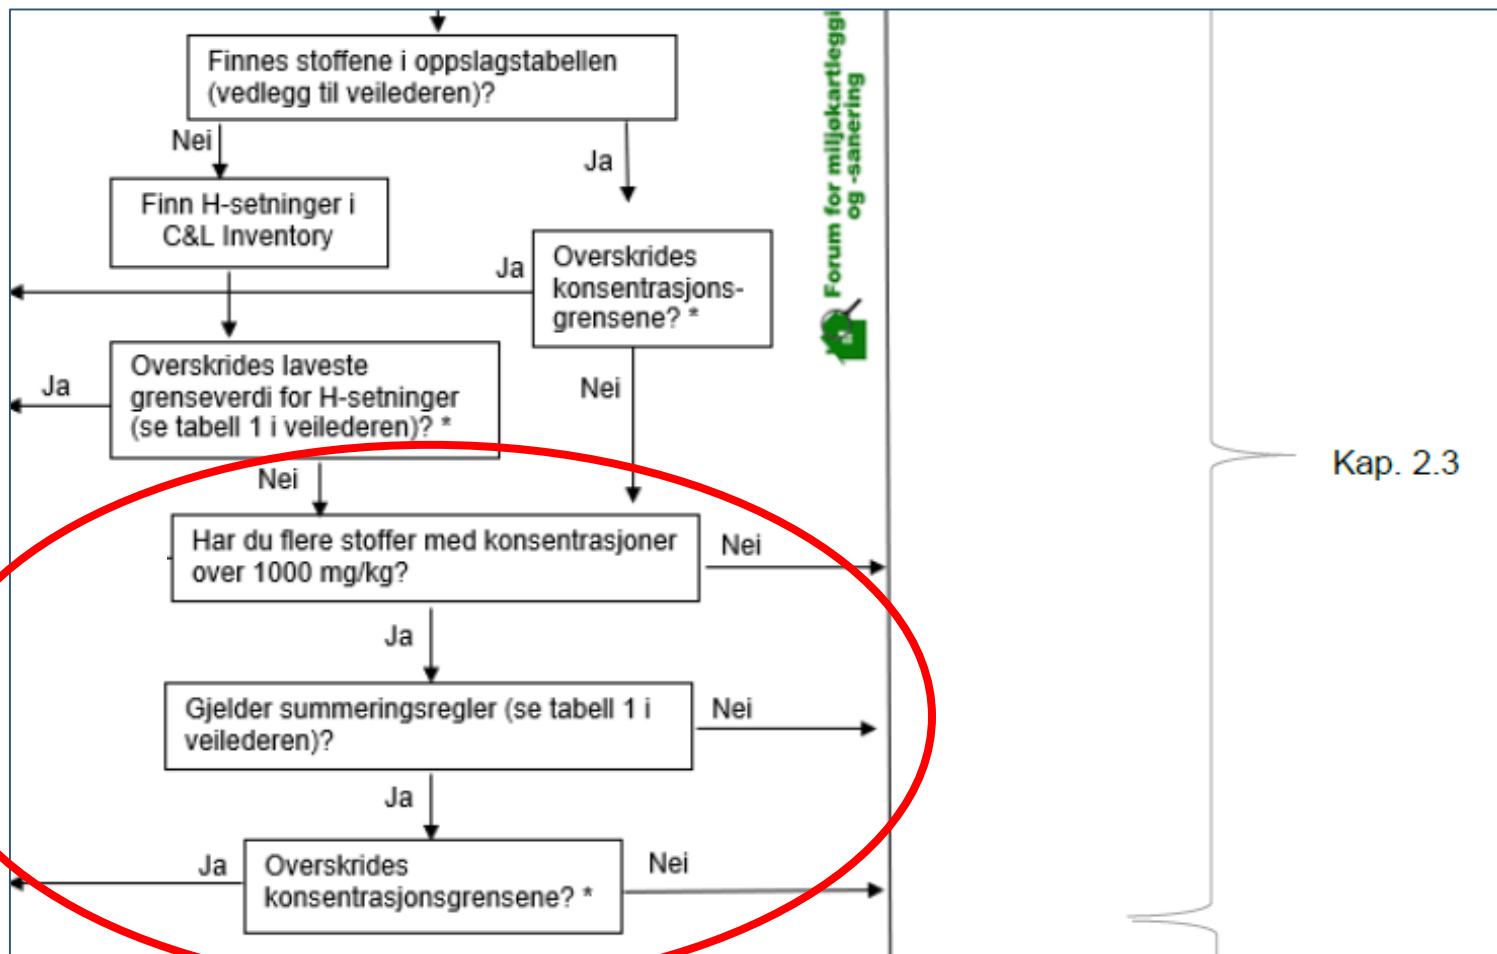 Finnes stoffene i oppslagstabellen
(vedlegg til veilederen)?
Nei
Ja
Finn H-setninger i
C&L Inventory
Ja
Overskrides
konsentrasjons-
grensene? *
Overskrides laveste
grenseverdi for H-setninger
(se tabell 1 i veilederen)? *
Ja
Nei
Nei
Har du flere stoffer med konsentrasjoner
over 1000 mg/kg?
Nei
Ja
Gjelder summeringsregler (se tabell 1 i
veilederen)?
Nei
Ja
Overskrides
konsentrasjonsgrensene? *
Ja
Nei
Forum for miljøkartleggi
og -sanering
Kap. 2.3